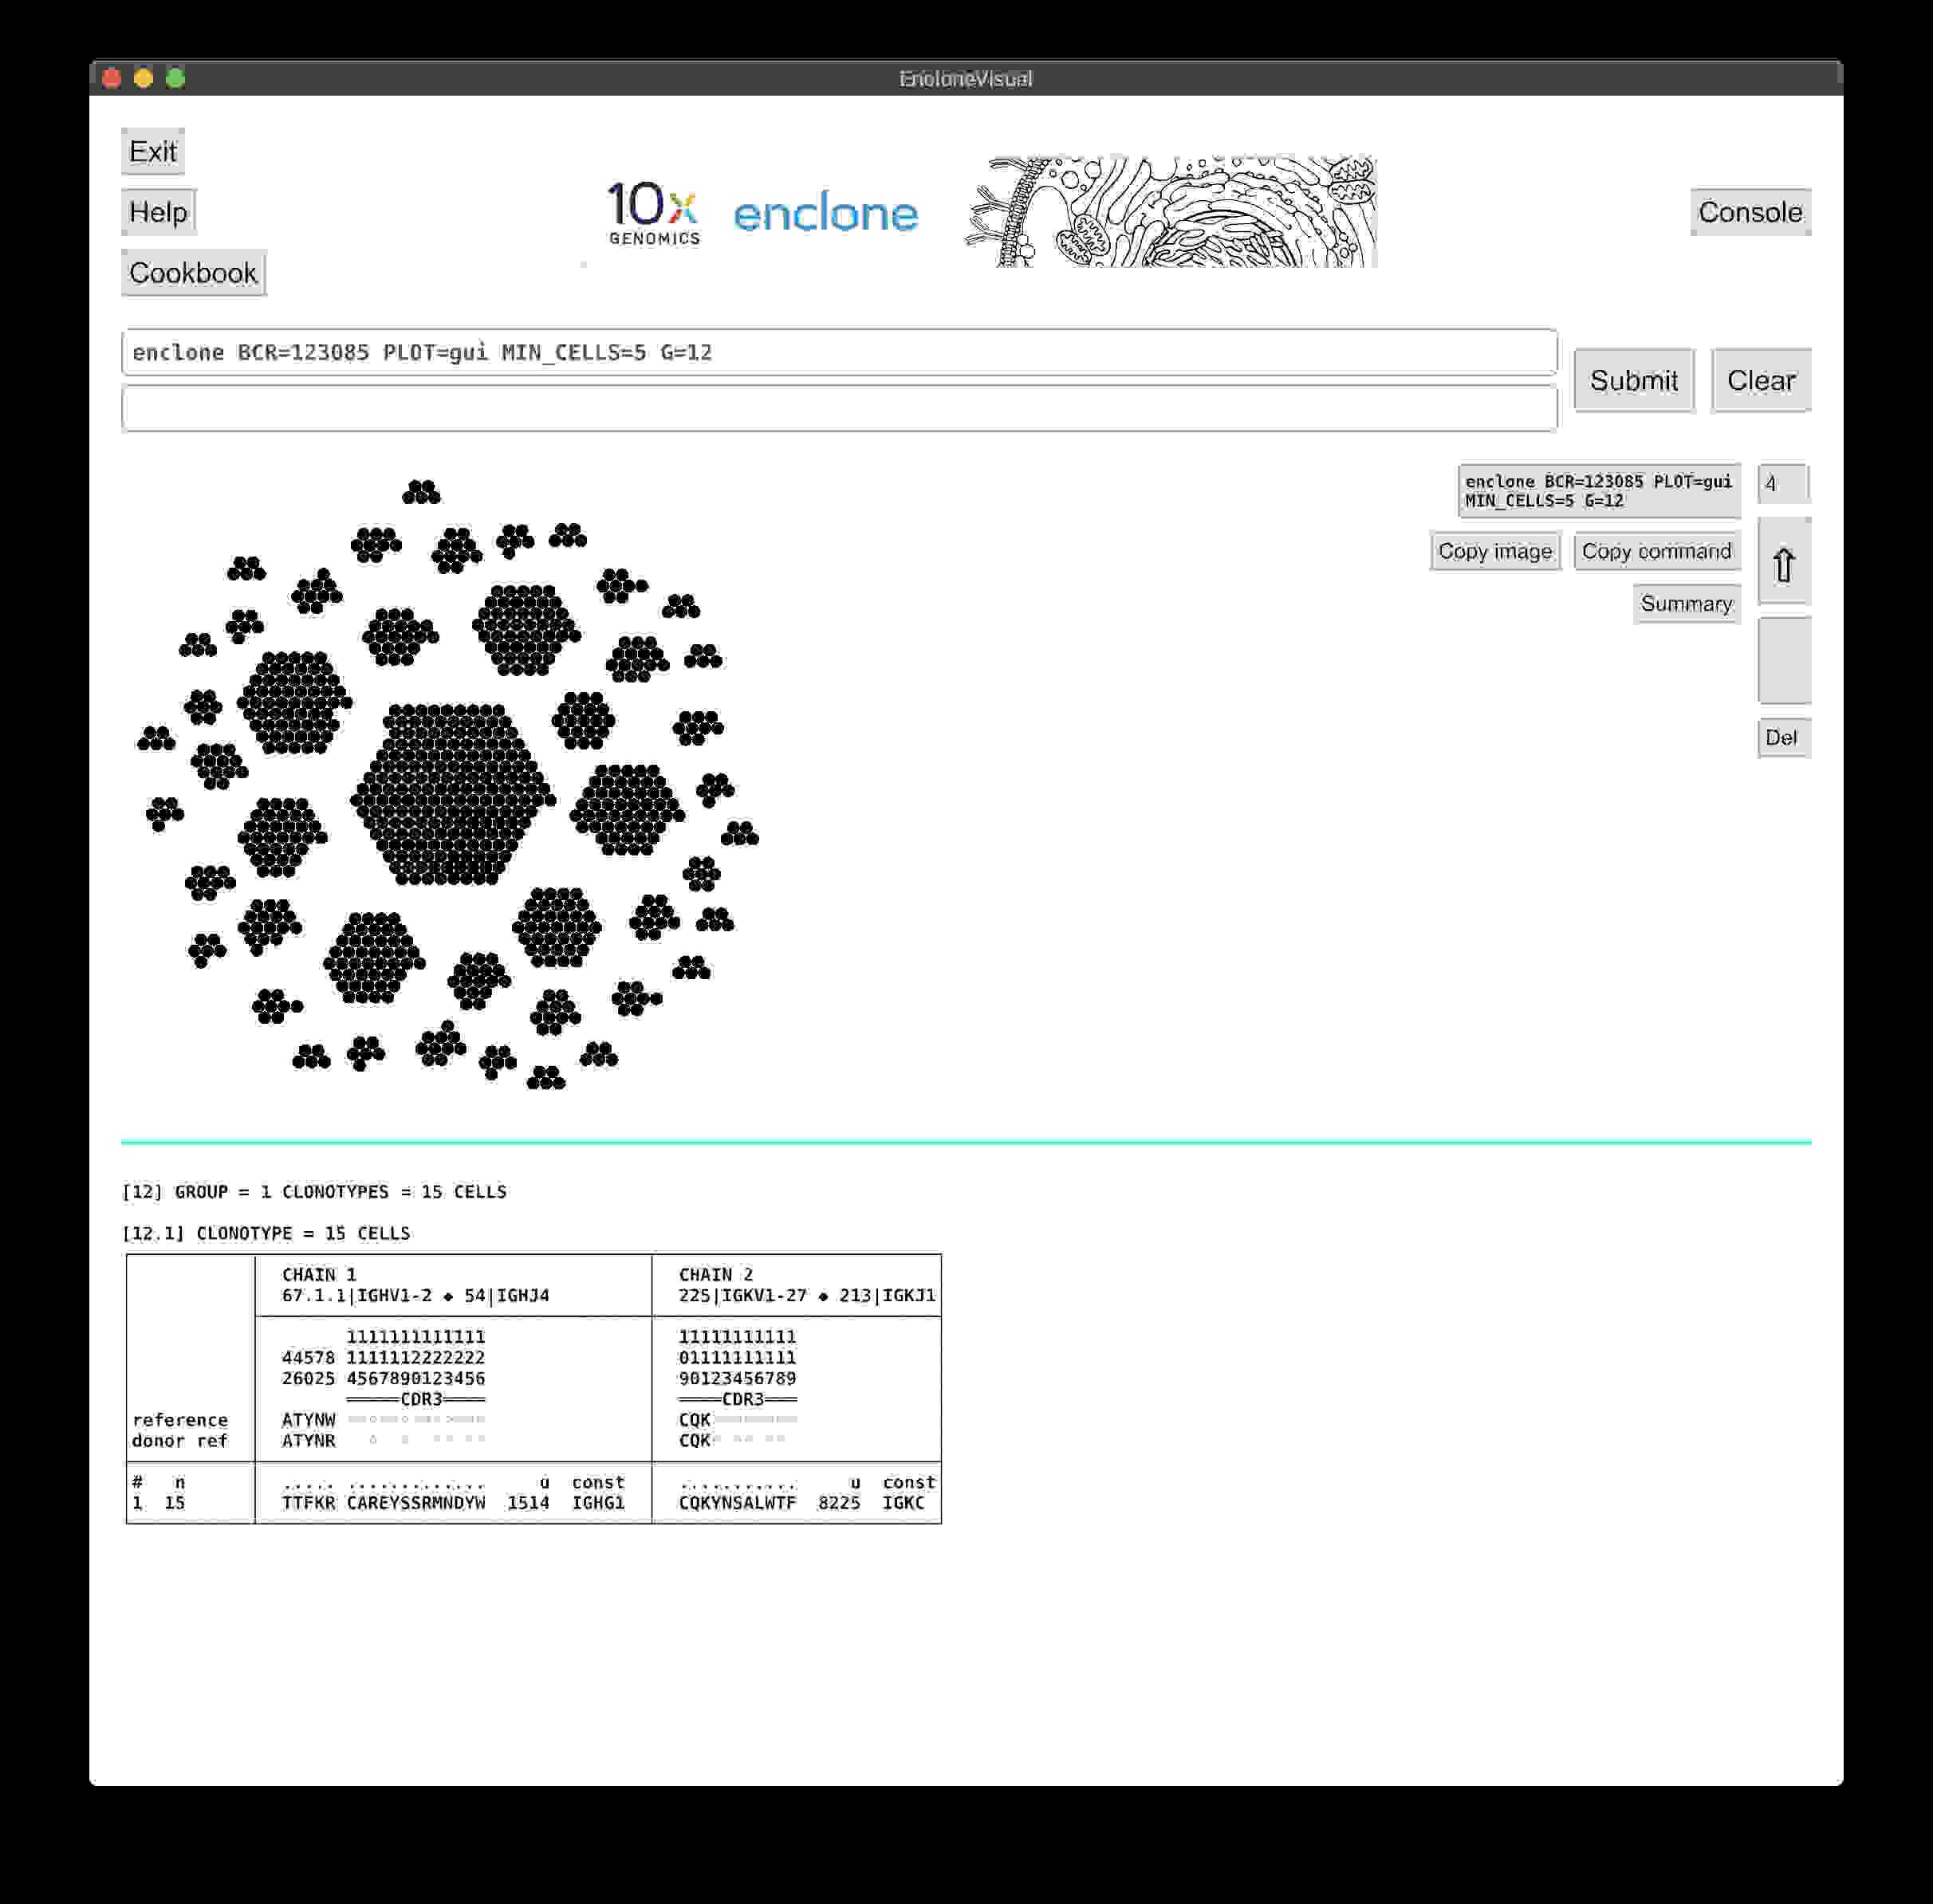 EncloneVisual
Exit
Help
Cookbook
10x
GENOMICS
enclone
Console
enclone BCR=123085 PLOT=gui MIN_CELLS=5 G=12
Submit
Clear
enclone BCR=123085 PLOT=gui
MIN_CELLS=5 G=12
4
Copy image
Copy command
⇧
Summary
Del
[12] GROUP = 1 CLONOTYPES = 15 CELLS
[12.1] CLONOTYPE = 15 CELLS
CHAIN 1 CHAIN 2
67.1.1|IGHV1-2 ◆ 54|IGHJ4 225|IGKV1-27 ◆ 213|IGKJ1
1111111111111 11111111111
44578 1111112222222 01111111111
26025 4567890123456 90123456789
═════CDR3════ ════CDR3═══
reference ATYNW CQK
donor ref ATYNR CQK
# n ..... ............. u const ........... u const
1 15 TTFKR CAREYSSRMNDYW 1514 IGHG1 CQKYNSALWTF 8225 IGKC